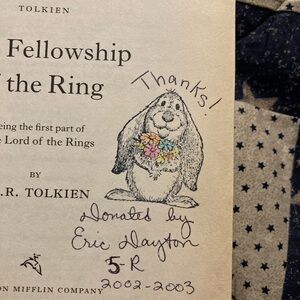 TOLKIEN
Fellowship
the Ring
Thanks!
eing the first part of
e Lord of the Rings
BY
.R. TOLKIEN
Donated by
Eric Dayton
5-R
ON MIFFLIN COMPANY
2002-2003